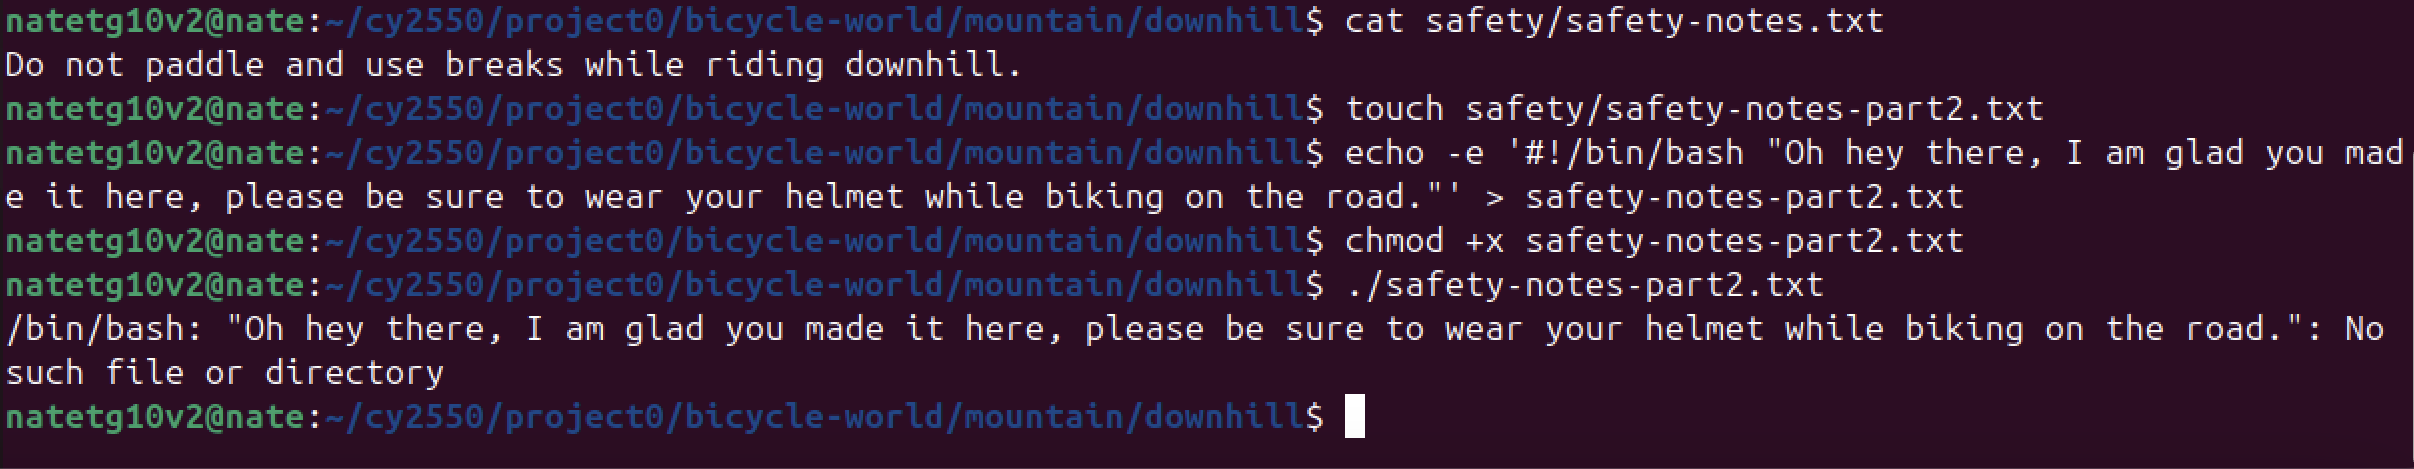 natetg10v2@nate:~/cy2550/project0/bicycle-world/mountain/downhill$ cat safety/safety-notes.txt
Do not paddle and use breaks while riding downhill.
natetg10v2@nate:~/cy2550/project0/bicycle-world/mountain/downhill$ touch safety/safety-notes-part2.txt
natetg10v2@nate:~/cy2550/project0/bicycle-world/mountain/downhill$ echo -e '#!/bin/bash "Oh hey there, I am glad you mad
e it here, please be sure to wear your helmet while biking on the road."' > safety-notes-part2.txt
natetg10v2@nate:~/cy2550/project0/bicycle-world/mountain/downhill$ chmod +x safety-notes-part2.txt
natetg10v2@nate:~/cy2550/project0/bicycle-world/mountain/downhill$ ./safety-notes-part2.txt
/bin/bash: "Oh hey there, I am glad you made it here, please be sure to wear your helmet while biking on the road.": No
such file or directory
natetg10v2@nate:~/cy2550/project0/bicycle-world/mountain/downhill$